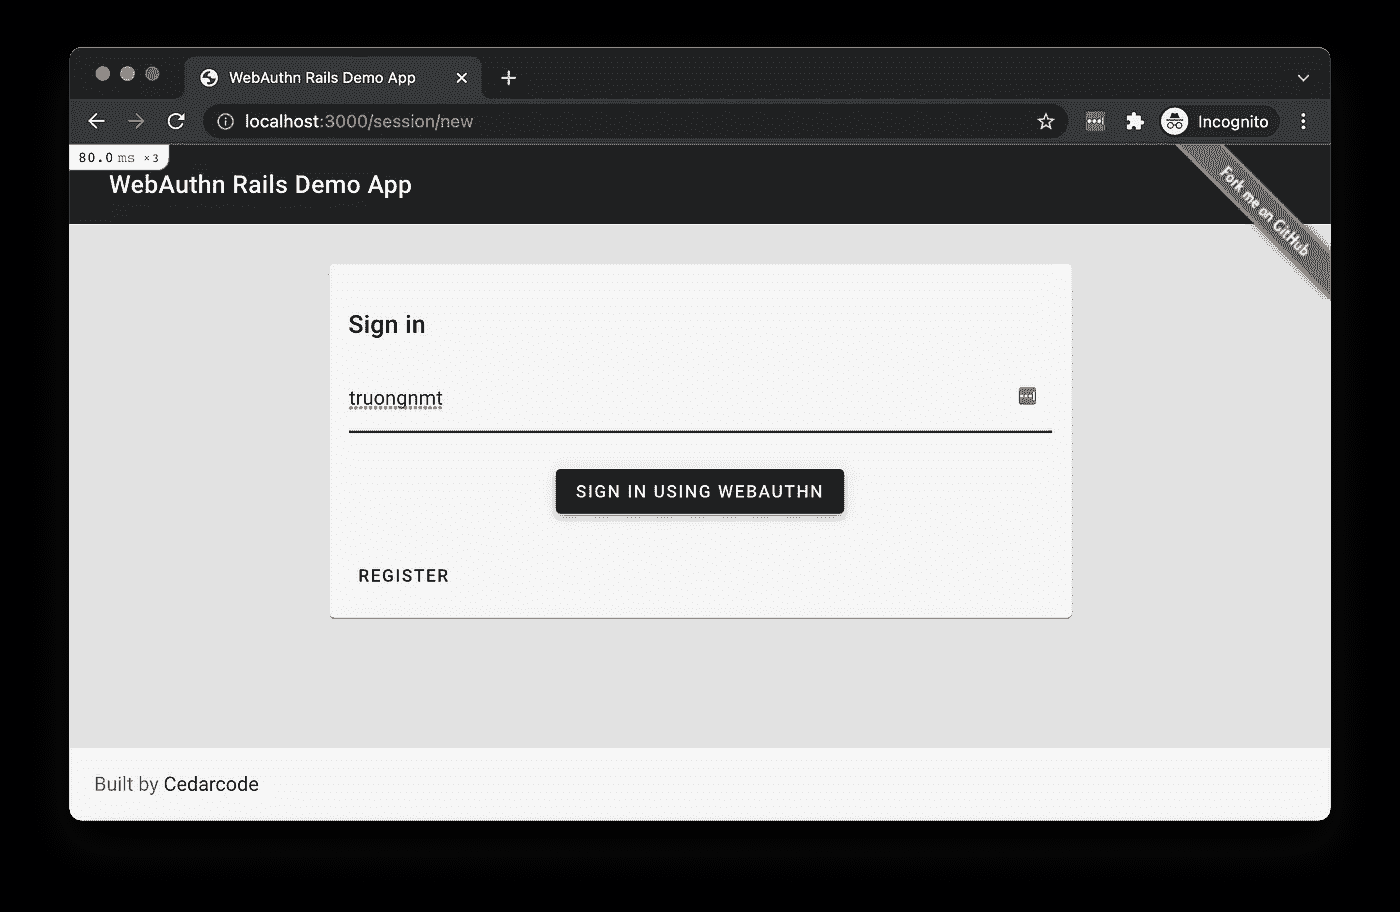 WebAuthn Rails Demo App
localhost:3000/session/new
Incognito
80.0 ms ×3
WebAuthn Rails Demo App
Fork me on GitHub
Sign in
truongnmt
SIGN IN USING WEBAUTHN
REGISTER
Built by Cedarcode